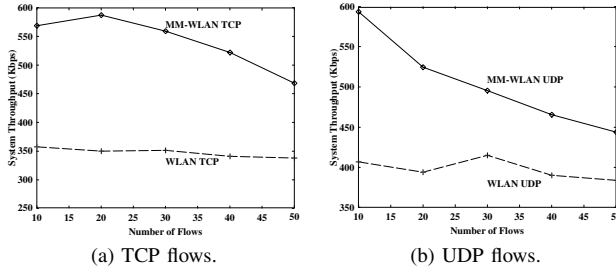 600
550
500
450
400
350
300
250
10 15 20 25 30 35 40 45 50
System Throughput (Kbps)
Number of Flows
MM-WLAN TCP
WLAN TCP
(a) TCP flows.
600
550
500
450
400
350
10 15 20 25 30 35 40 45 50
System Throughput (Kbps)
Number of Flows
MM-WLAN UDP
WLAN UDP
(b) UDP flows.